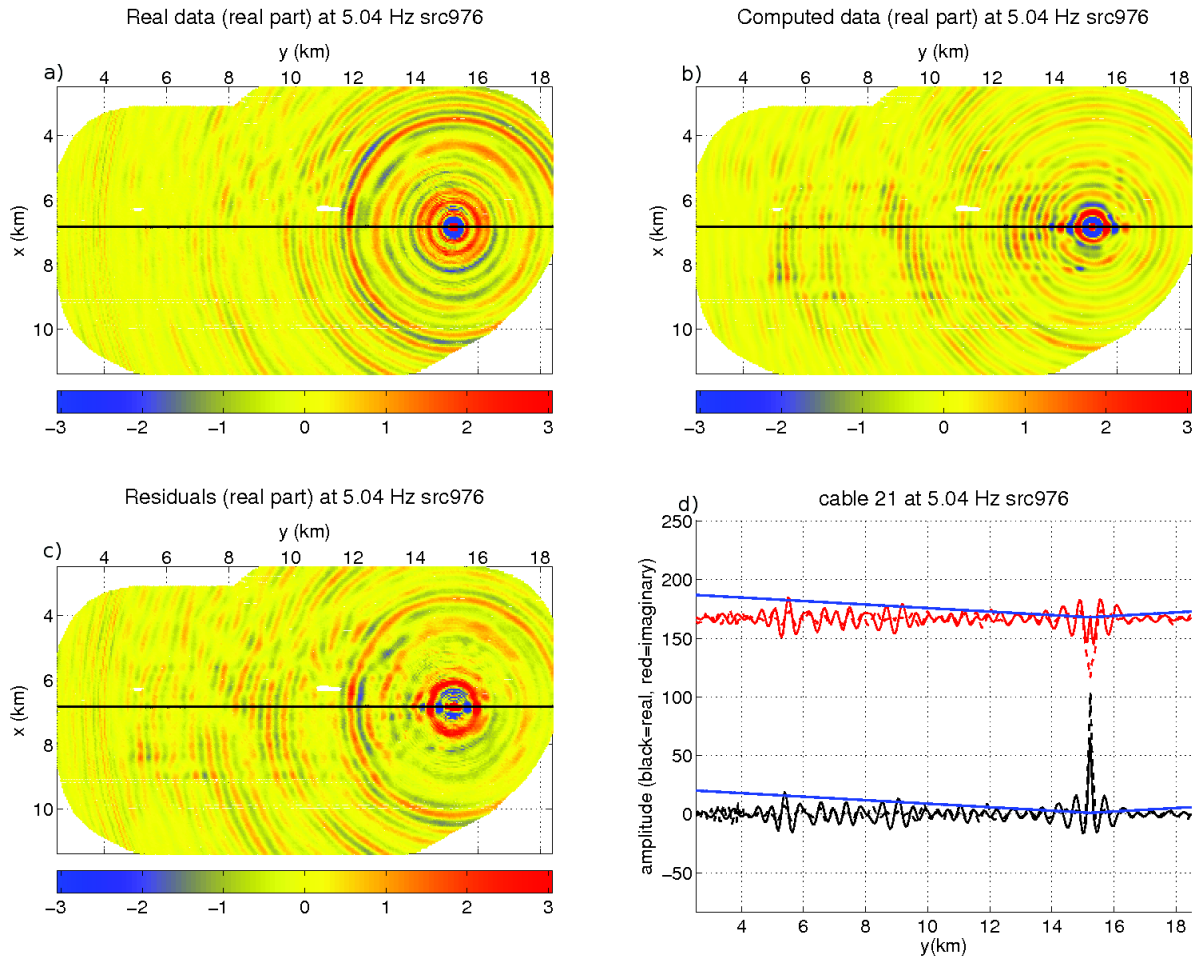 Real data (real part) at 5.04 Hz src976
y (km)
a)
4 6 8 10 12 14 16 18
x (km)
4
6
8
10
−3 −2 −1 0 1 2 3
Computed data (real part) at 5.04 Hz src976
y (km)
b)
4 6 8 10 12 14 16 18
x (km)
4
6
8
10
−3 −2 −1 0 1 2 3
Residuals (real part) at 5.04 Hz src976
y (km)
c)
4 6 8 10 12 14 16 18
x (km)
4
6
8
10
−3 −2 −1 0 1 2 3
d)
cable 21 at 5.04 Hz src976
amplitude (black=real, red=imaginary)
250
200
150
100
50
0
−50
4 6 8 10 12 14 16 18
y(km)